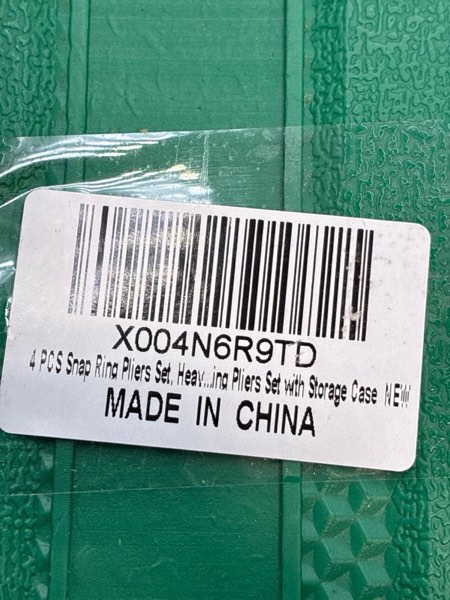 X004N6R9TD
4 PCS Snap Ring Pliers Set, Heav...ing Pliers Set with Storage Case NEW
MADE IN CHINA